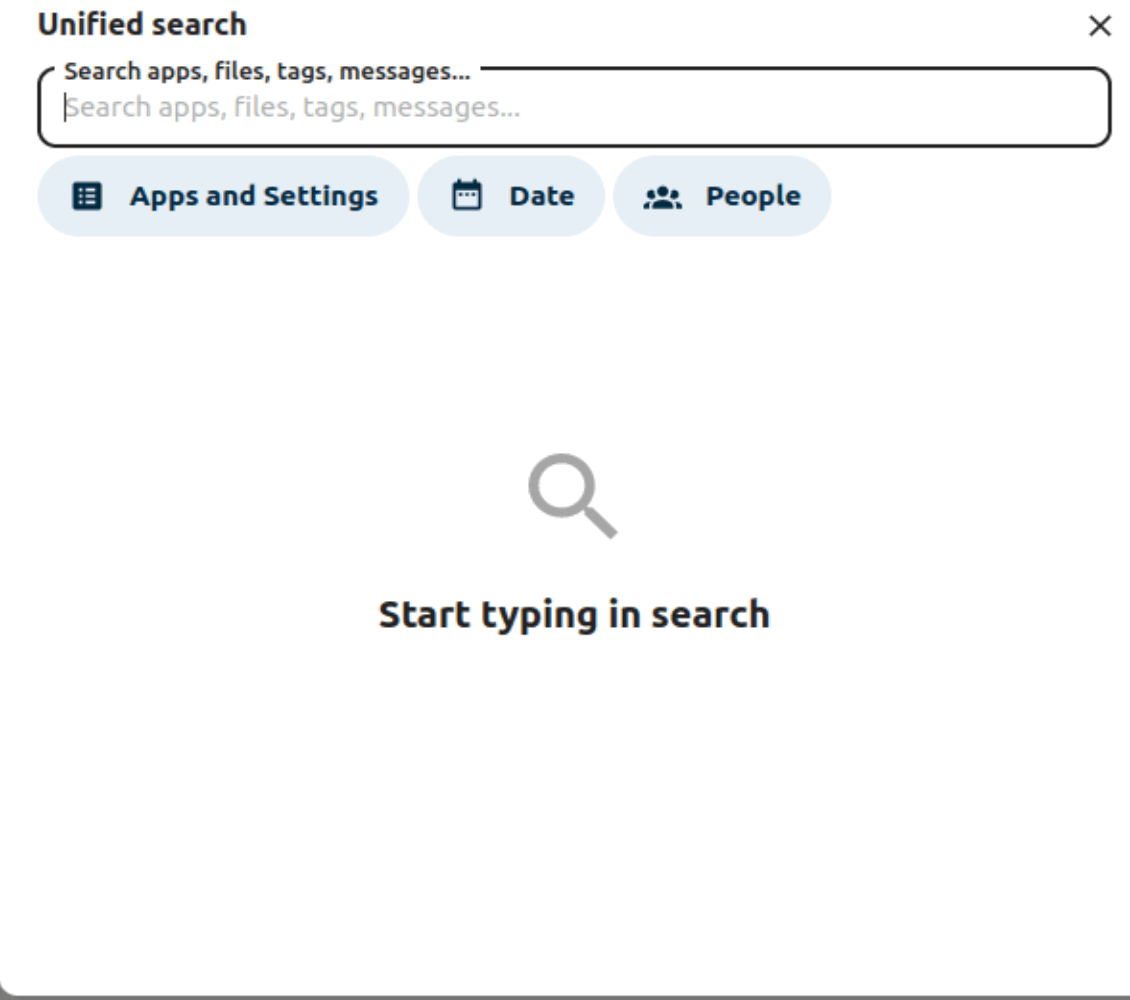 Unified search
Search apps, files, tags, messages...
Search apps, files, tags, messages...
Apps and Settings Date People
Start typing in search